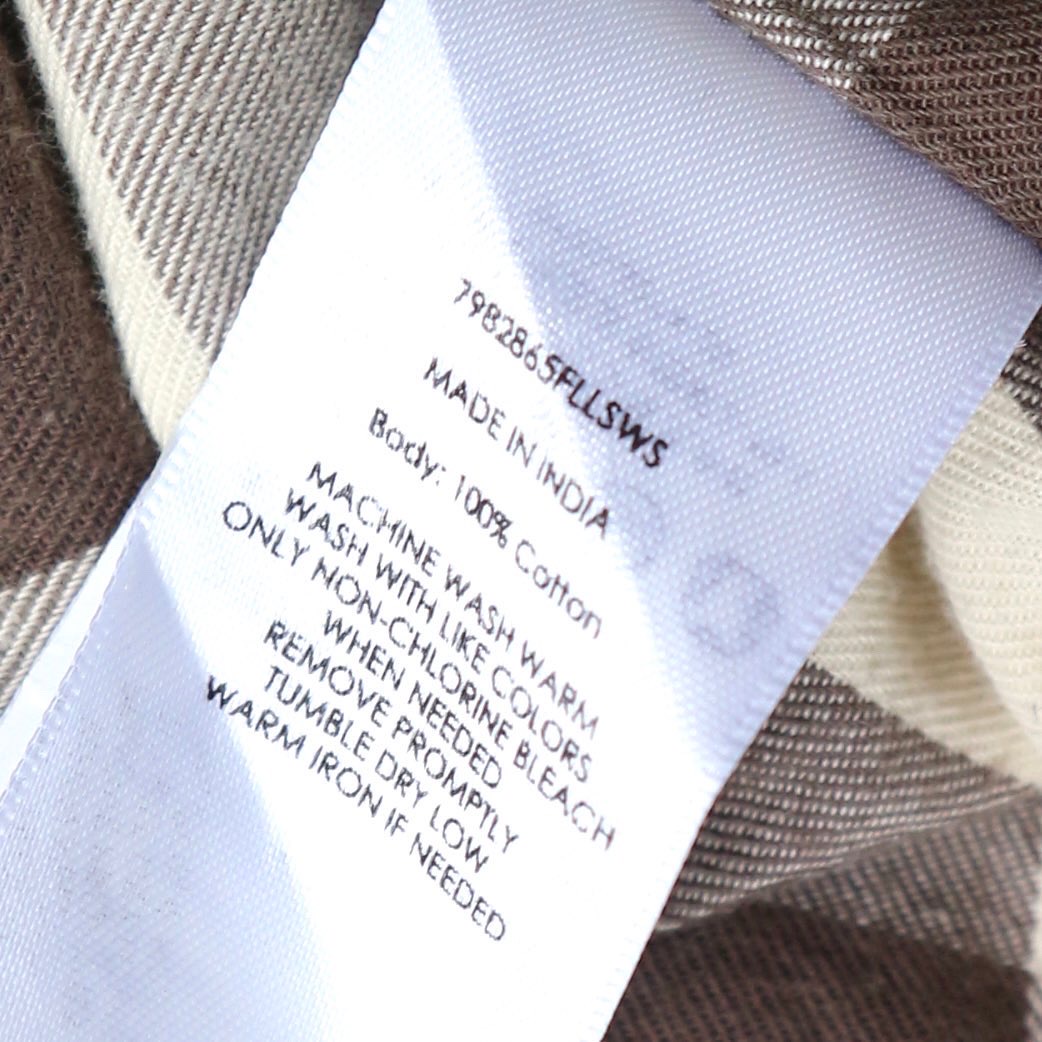 798286SFLLSWS
MADE IN INDIA
Body: 100% Cotton
MACHINE WASH WARM
WASH WITH LIKE COLORS
ONLY NON-CHLORINE BLEACH
WHEN NEEDED
REMOVE PROMPTLY
TUMBLE DRY LOW
WARM IRON IF NEEDED